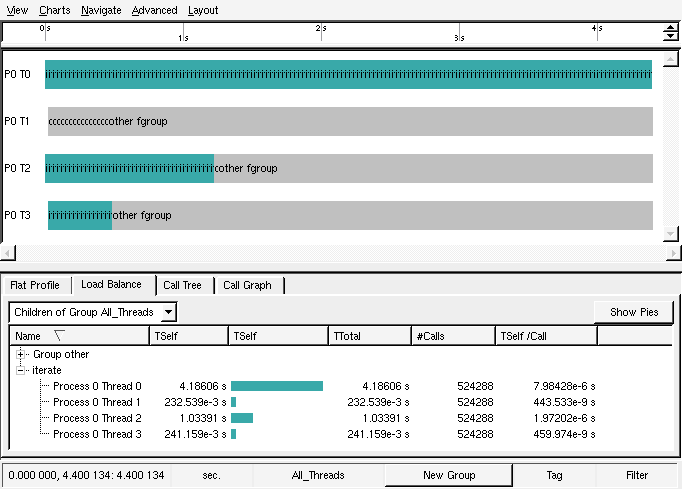 View Charts Navigate Advanced Layout
0|s 2|s 4|s
1|s 3|s
P0 T0
P0 T1 other fgroup
P0 T2 other fgroup
P0 T3 other fgroup
Flat Profile Load Balance Call Tree Call Graph
Children of Group All_Threads Show Pies
Name TSelf TSelf TTotal #Calls TSelf /Call
Group other
iterate
Process 0 Thread 0 4.18606 s 4.18606 s 524288 7.98428e-6 s
Process 0 Thread 1 232.539e-3 s 232.539e-3 s 524288 443.533e-9 s
Process 0 Thread 2 1.03391 s 1.03391 s 524288 1.97202e-6 s
Process 0 Thread 3 241.159e-3 s 241.159e-3 s 524288 459.974e-9 s
0.000 000, 4.400 134: 4.400 134 sec. All_Threads New Group Tag Filter